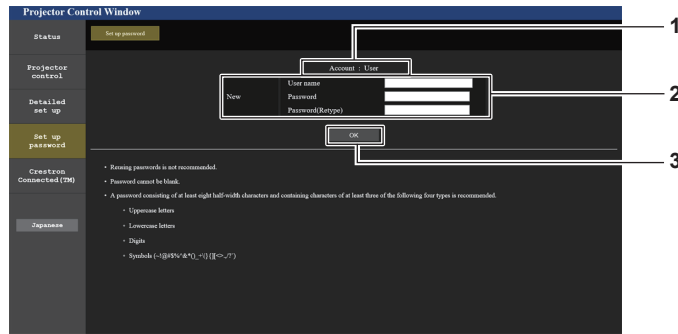 Projector Control Window
Status
Set up password
1
Projector
control
Account : User
User name
2
New
Password
Password(Retype)
Detailed
set up
OK
Set up
password
3
• Reusing passwords is not recommended.
Crestron
Connected(TM)
• Password cannot be blank.
• A password consisting of at least eight half-width characters and containing characters of at least three of the following four types is recommended.
• Uppercase letters
Japanese
• Lowercase letters
• Digits
• Symbols (~!@#$%^&*()_+\{}[]<>.,/?`)